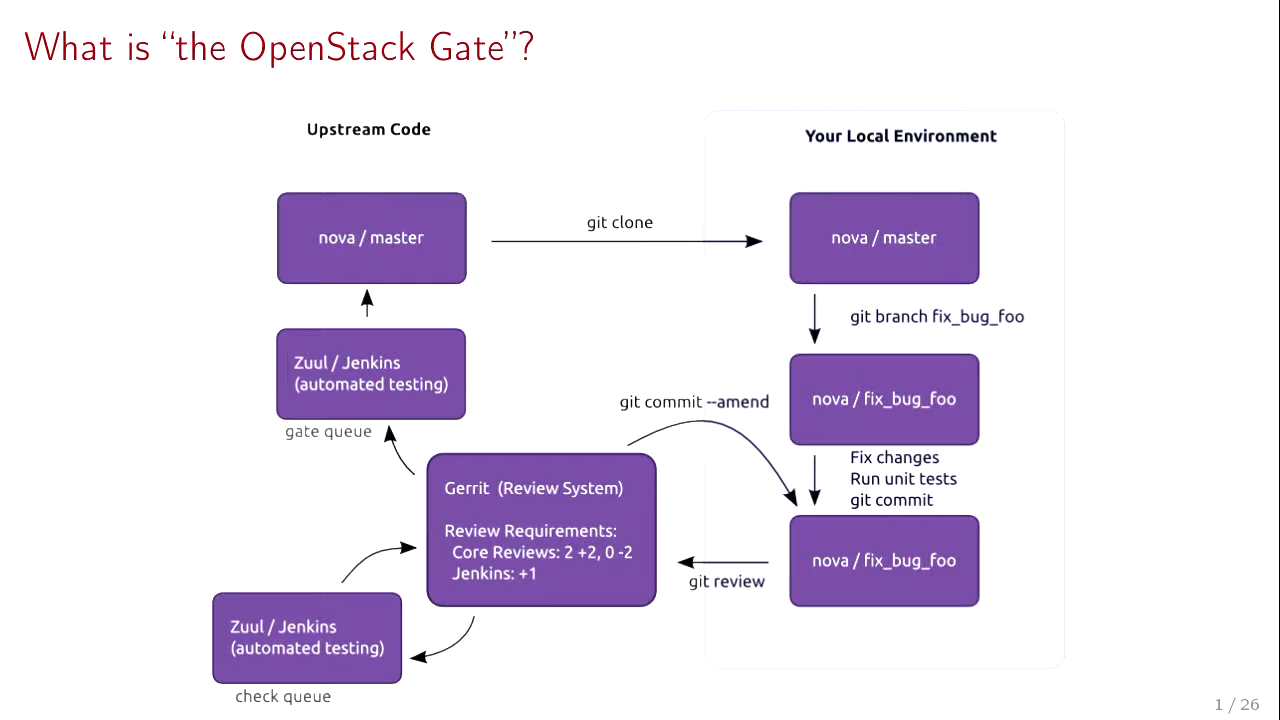 What is “the OpenStack Gate”?
Upstream Code
Your Local Environment
nova / master
git clone
nova / master
git branch fix_bug_foo
Zuul / Jenkins
(automated testing)
gate queue
git commit --amend
nova / fix_bug_foo
Fix changes
Run unit tests
git commit
Gerrit (Review System)
Review Requirements:
Core Reviews: 2 +2, 0 -2
Jenkins: +1
git review
nova / fix_bug_foo
Zuul / Jenkins
(automated testing)
check queue
1 / 26